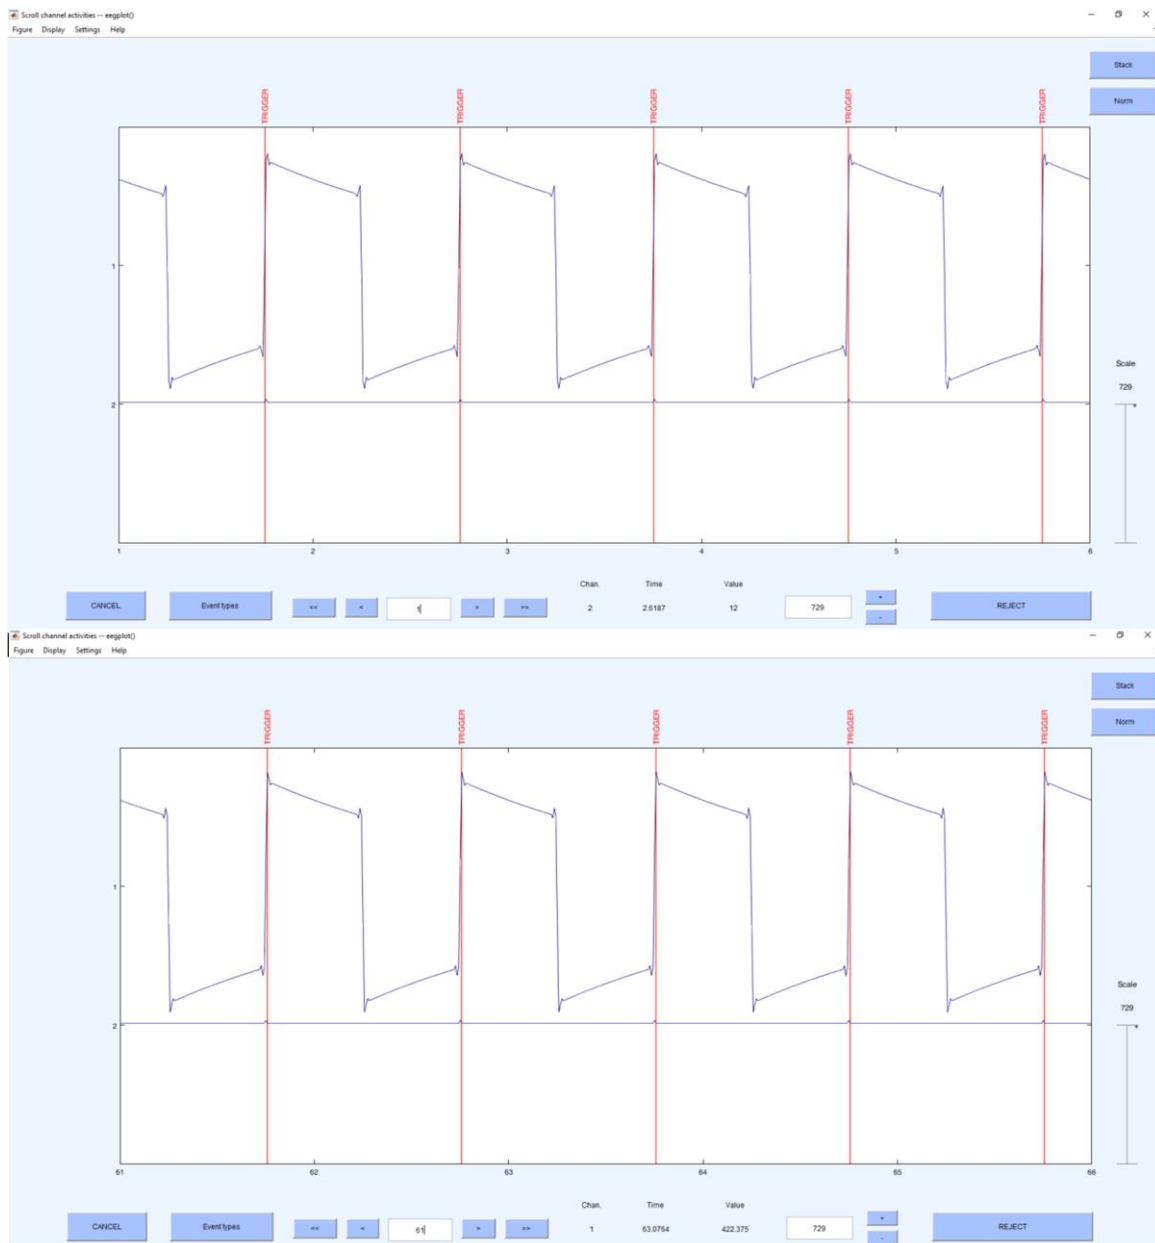 Scroll channel activities -- eegplot()
Figure Display Settings Help
Stack
Norm
TRIGGER TRIGGER TRIGGER TRIGGER TRIGGER
1
2
Scale
729
1 2 3 4 5 6
Chan. Time Value
CANCEL Event types << < 1 > >> 2 2.6187 12 729 + - REJECT
Scroll channel activities -- eegplot()
Figure Display Settings Help
Stack
Norm
TRIGGER TRIGGER TRIGGER TRIGGER TRIGGER
1
2
Scale
729
61 62 63 64 65 66
Chan. Time Value
CANCEL Event types << < 61 > >> 1 63.0764 422.375 729 + - REJECT